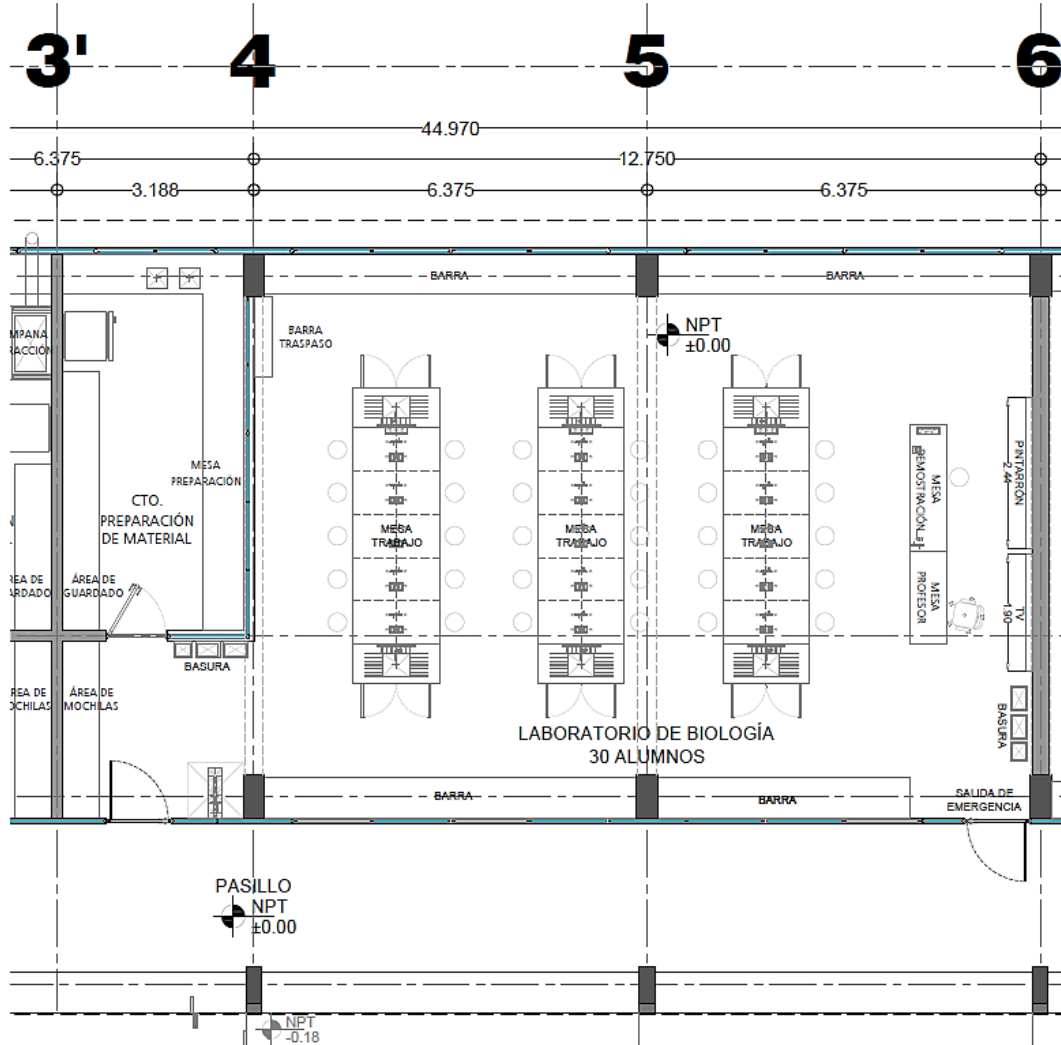 3'
4
5
6
44.970
6.375
12.750
3.188
6.375
6.375
BARRA
BARRA
BARRA
TRASPASO
NPT
±0.00
MESA
PREPARACIÓN
CTO.
PREPARACIÓN
DE MATERIAL
ÁREA DE
GUARDADO
MESA
TRABAJO
MESA
TRABAJO
MESA
TRABAJO
MESA
DEMOSTRACIÓN
MESA
PROFESOR
PINTARRÓN
2.44
TV
1.90
BASURA
ÁREA DE
MOCHILAS
BASURA
LABORATORIO DE BIOLOGÍA
30 ALUMNOS
BARRA
BARRA
SALIDA DE
EMERGENCIA
PASILLO
NPT
±0.00
NPT
-0.18